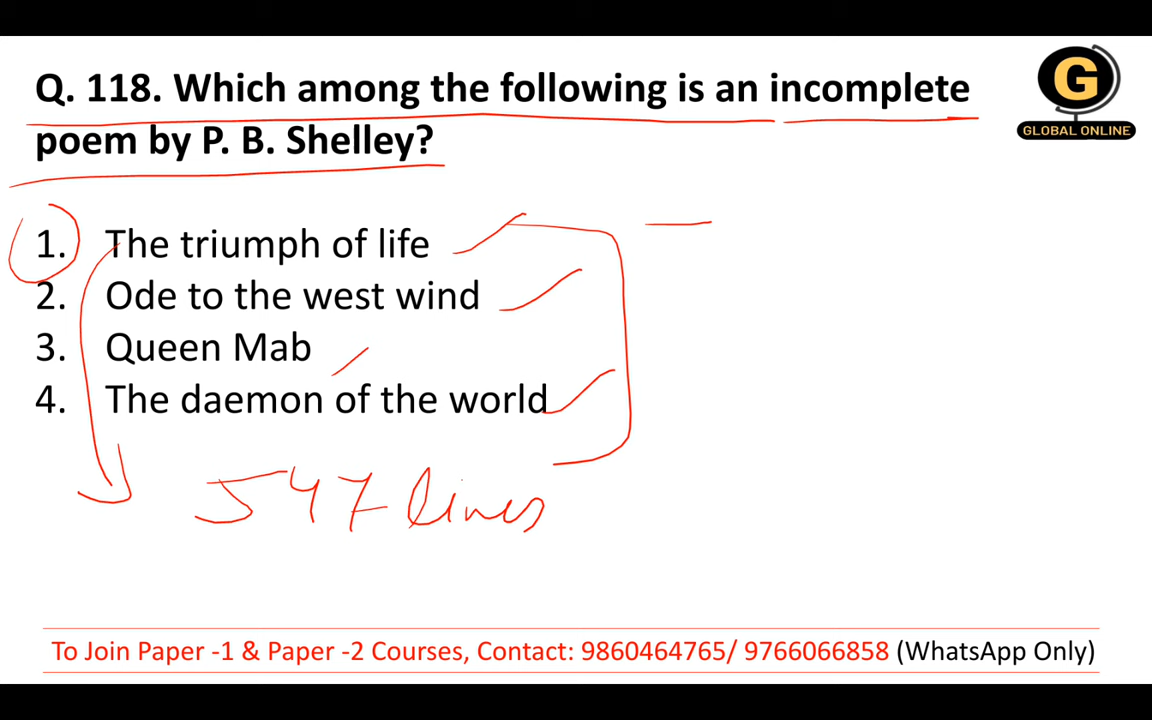 Q. 118. Which among the following is an incomplete
poem by P. B. Shelley?
G
GLOBAL ONLINE
1. The triumph of life
2. Ode to the west wind
3. Queen Mab
4. The daemon of the world
547 lines
To Join Paper -1 & Paper -2 Courses, Contact: 9860464765/ 9766066858 (WhatsApp Only)